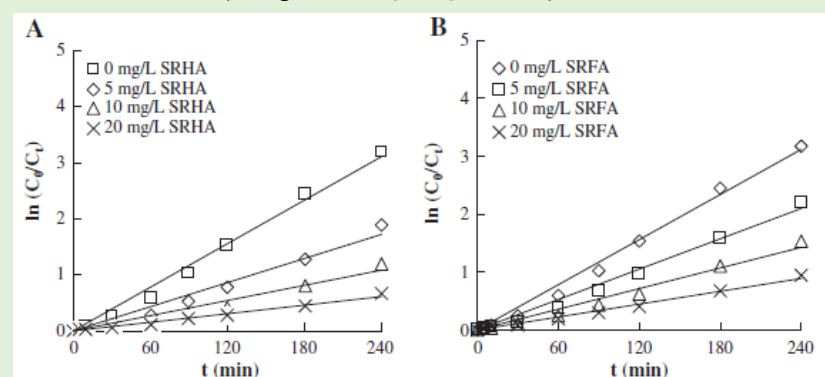 A
5
4
3
2
1
0
ln (C₀/Cₜ)
0 mg/L SRHA
5 mg/L SRHA
10 mg/L SRHA
20 mg/L SRHA
0 60 120 180 240
t (min)
B
5
4
3
2
1
0
ln (C₀/Cₜ)
0 mg/L SRFA
5 mg/L SRFA
10 mg/L SRFA
20 mg/L SRFA
0 60 120 180 240
t (min)